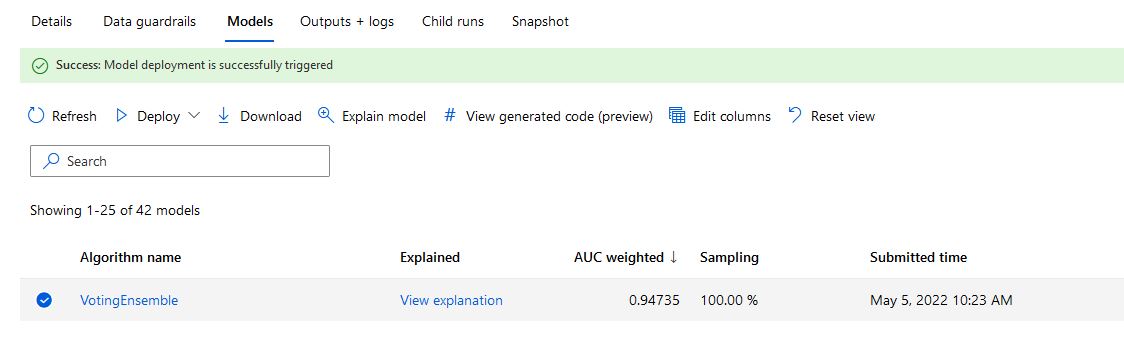 Details Data guardrails Models Outputs + logs Child runs Snapshot
Success: Model deployment is successfully triggered
Refresh Deploy Download Explain model # View generated code (preview) Edit columns Reset view
Search
Showing 1-25 of 42 models
Algorithm name Explained AUC weighted ↓ Sampling Submitted time
VotingEnsemble View explanation 0.94735 100.00 % May 5, 2022 10:23 AM